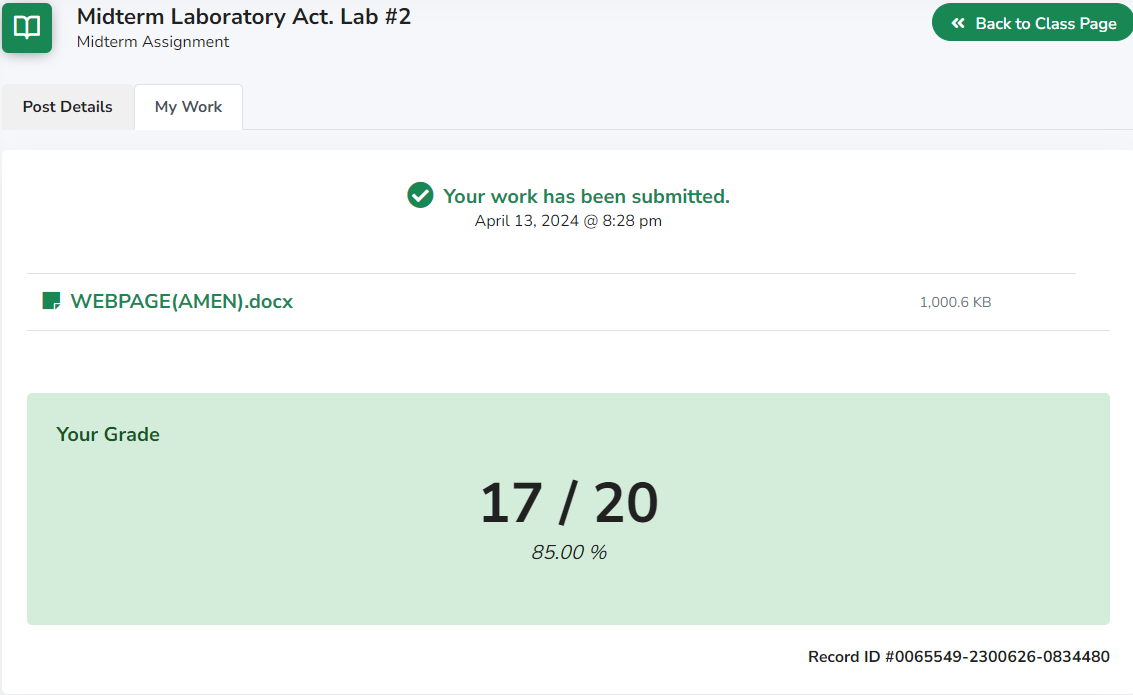 Midterm Laboratory Act. Lab #2
Midterm Assignment
Back to Class Page
Post Details
My Work
Your work has been submitted.
April 13, 2024 @ 8:28 pm
WEBPAGE(AMEN).docx
1,000.6 KB
Your Grade
17 / 20
85.00 %
Record ID #0065549-2300626-0834480